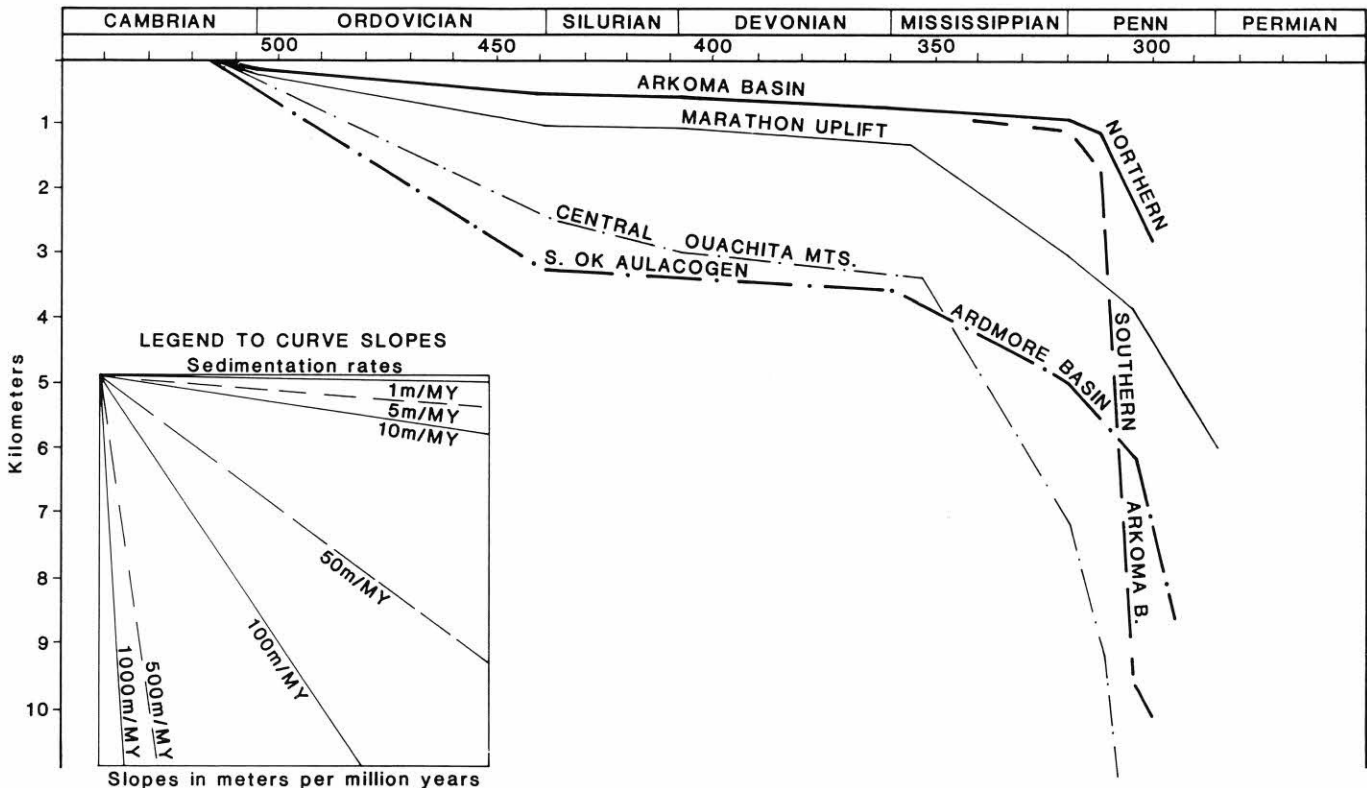 CAMBRIAN ORDOVICIAN SILURIAN DEVONIAN MISSISSIPPIAN PENN PERMIAN
500 450 400 350 300
ARKOMA BASIN
MARATHON UPLIFT
NORTHERN
CENTRAL OUACHITA MTS.
S. OK AULACOGEN
ARDMORE BASIN
SOUTHERN ARKOMA B.
Kilometers
1
2
3
4
5
6
7
8
9
10
LEGEND TO CURVE SLOPES
Sedimentation rates
1m/MY
5m/MY
10m/MY
50m/MY
100m/MY
500m/MY
1000m/MY
Slopes in meters per million years